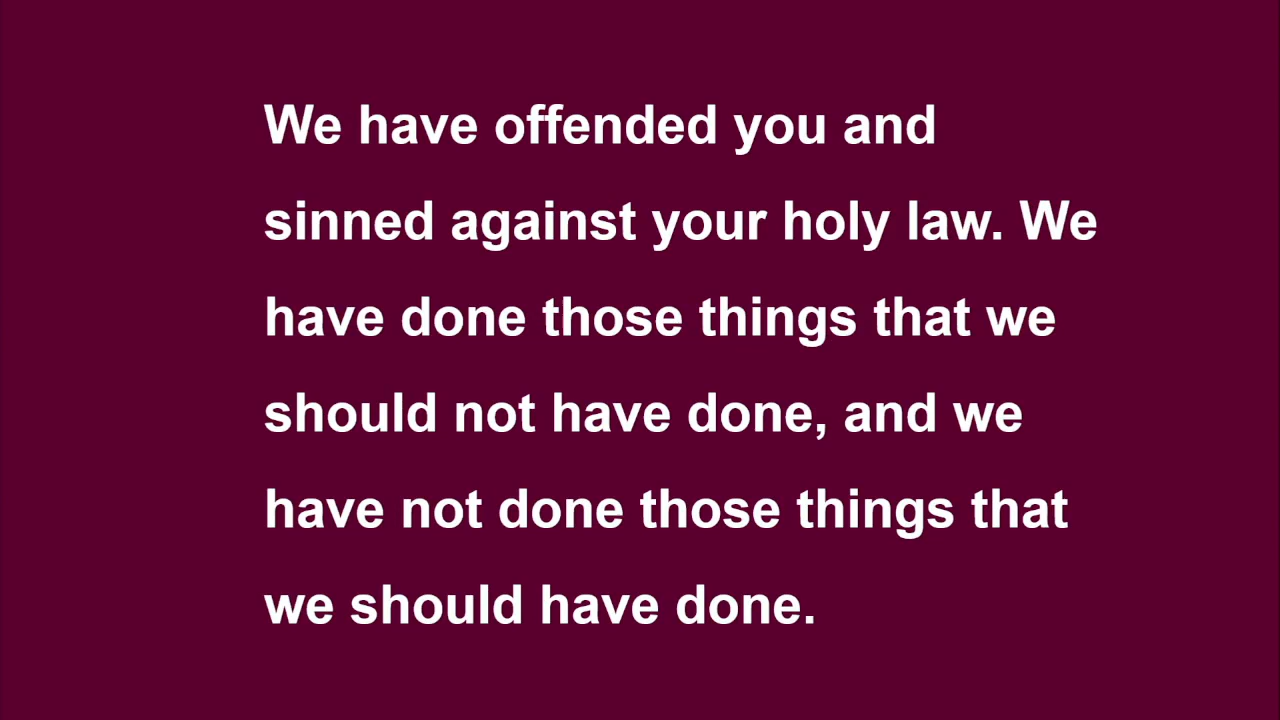 We have offended you and
sinned against your holy law. We
have done those things that we
should not have done, and we
have not done those things that
we should have done.